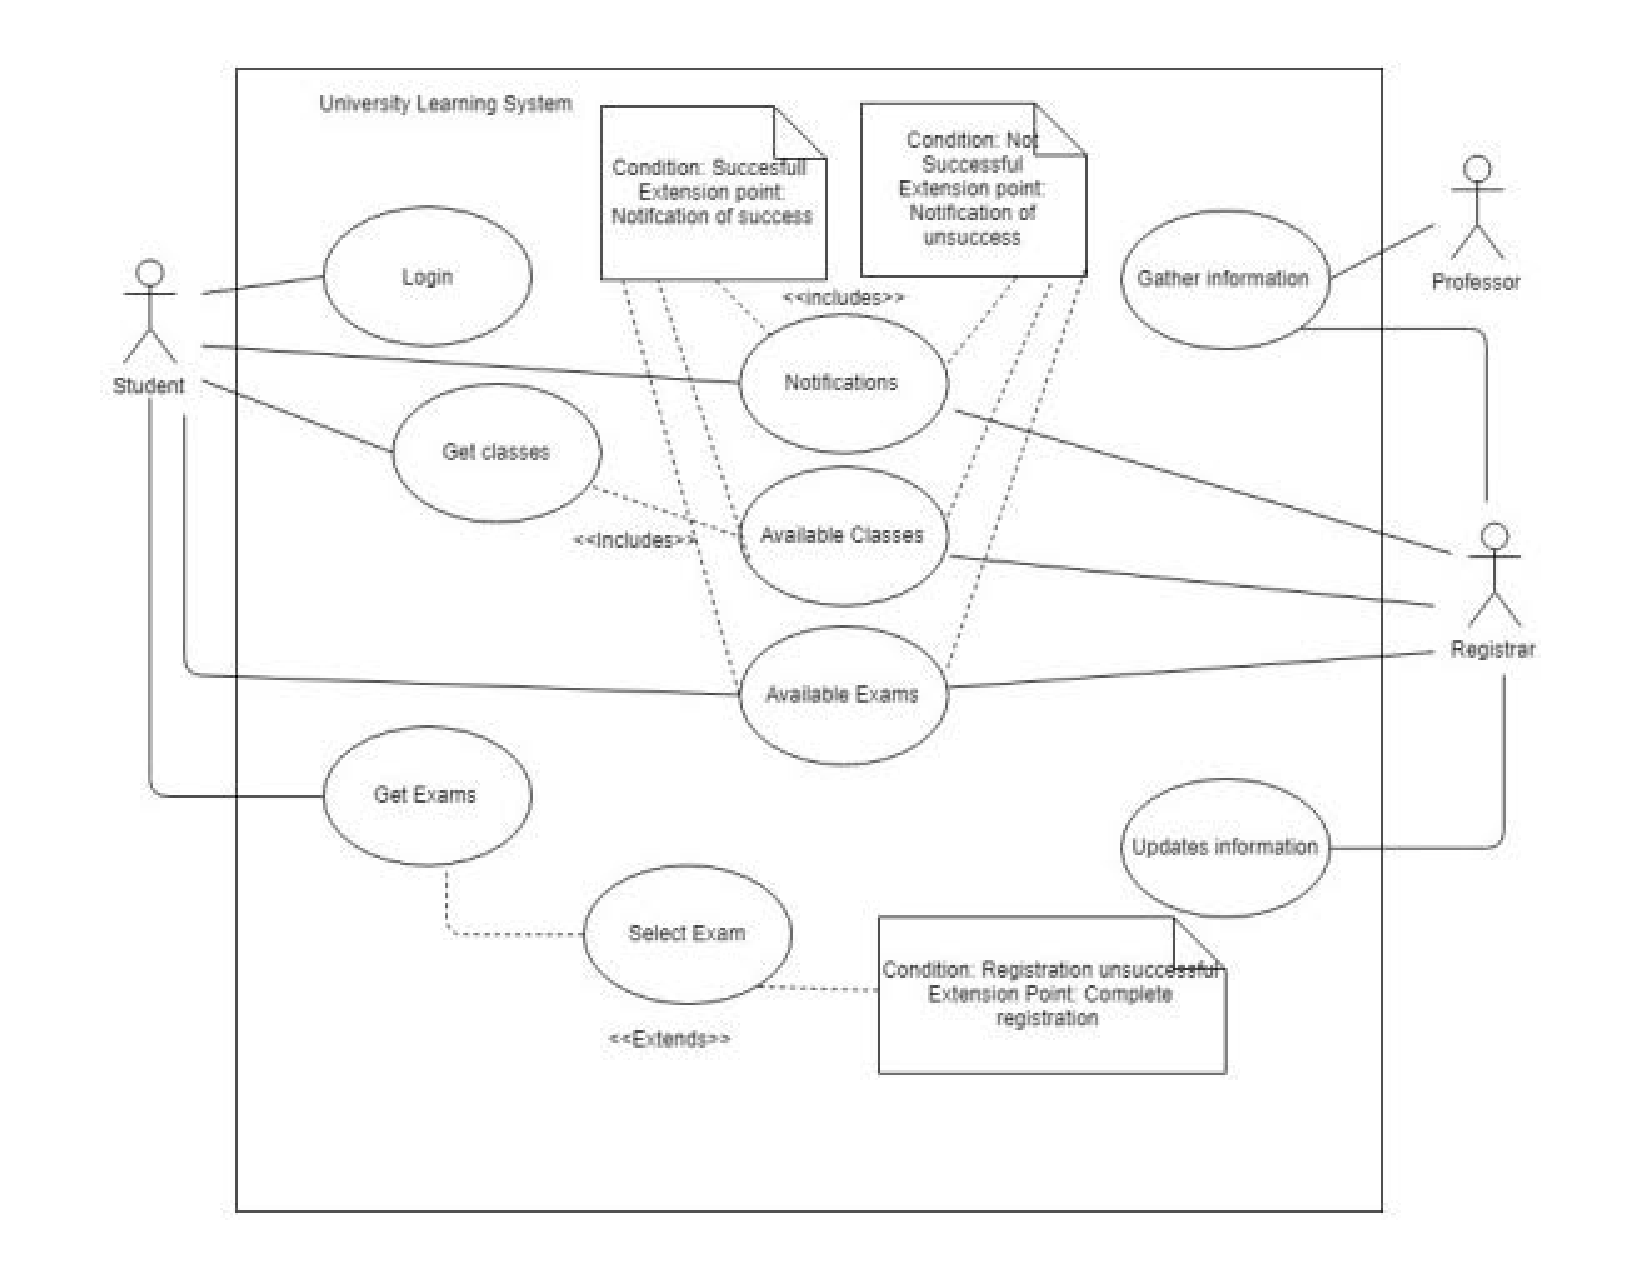 University Learning System
Condition: Succesfull
Extension point:
Notifcation of success
Condition: Not
Successful
Extension point:
Notification of
unsuccess
Login
Gather information
Professor
<<includes>>
Student
Notifications
Get classes
<<Includes>>
Available Classes
Registrar
Available Exams
Get Exams
Updates information
Select Exam
Condition: Registration unsuccessful
Extension Point: Complete
registration
<<Extends>>